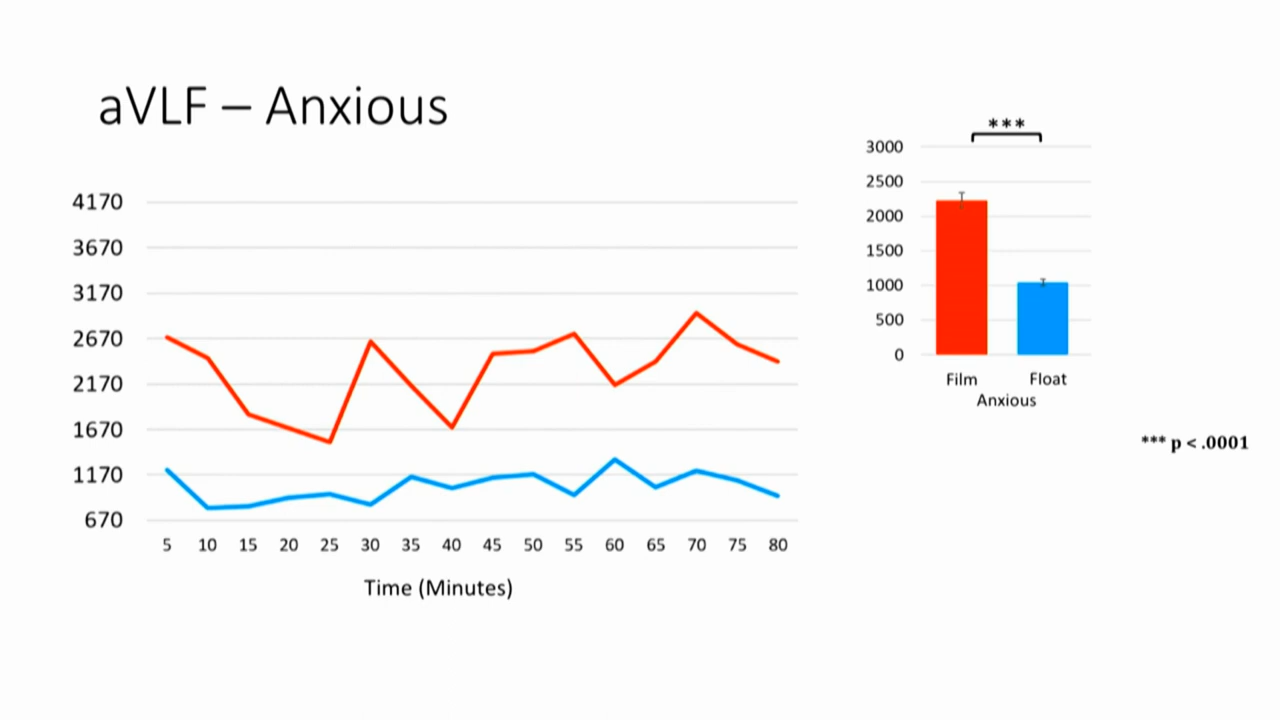 aVLF – Anxious
4170
3670
3170
2670
2170
1670
1170
670
5 10 15 20 25 30 35 40 45 50 55 60 65 70 75 80
Time (Minutes)
***
3000
2500
2000
1500
1000
500
0
Film Float
Anxious
*** p < .0001